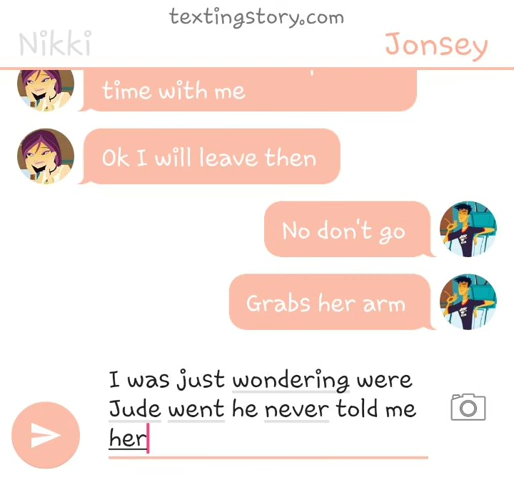 textingstory.com
Nikki
Jonsey
time with me
Ok I will leave then
No don't go
Grabs her arm
I was just wondering were
Jude went he never told me
her